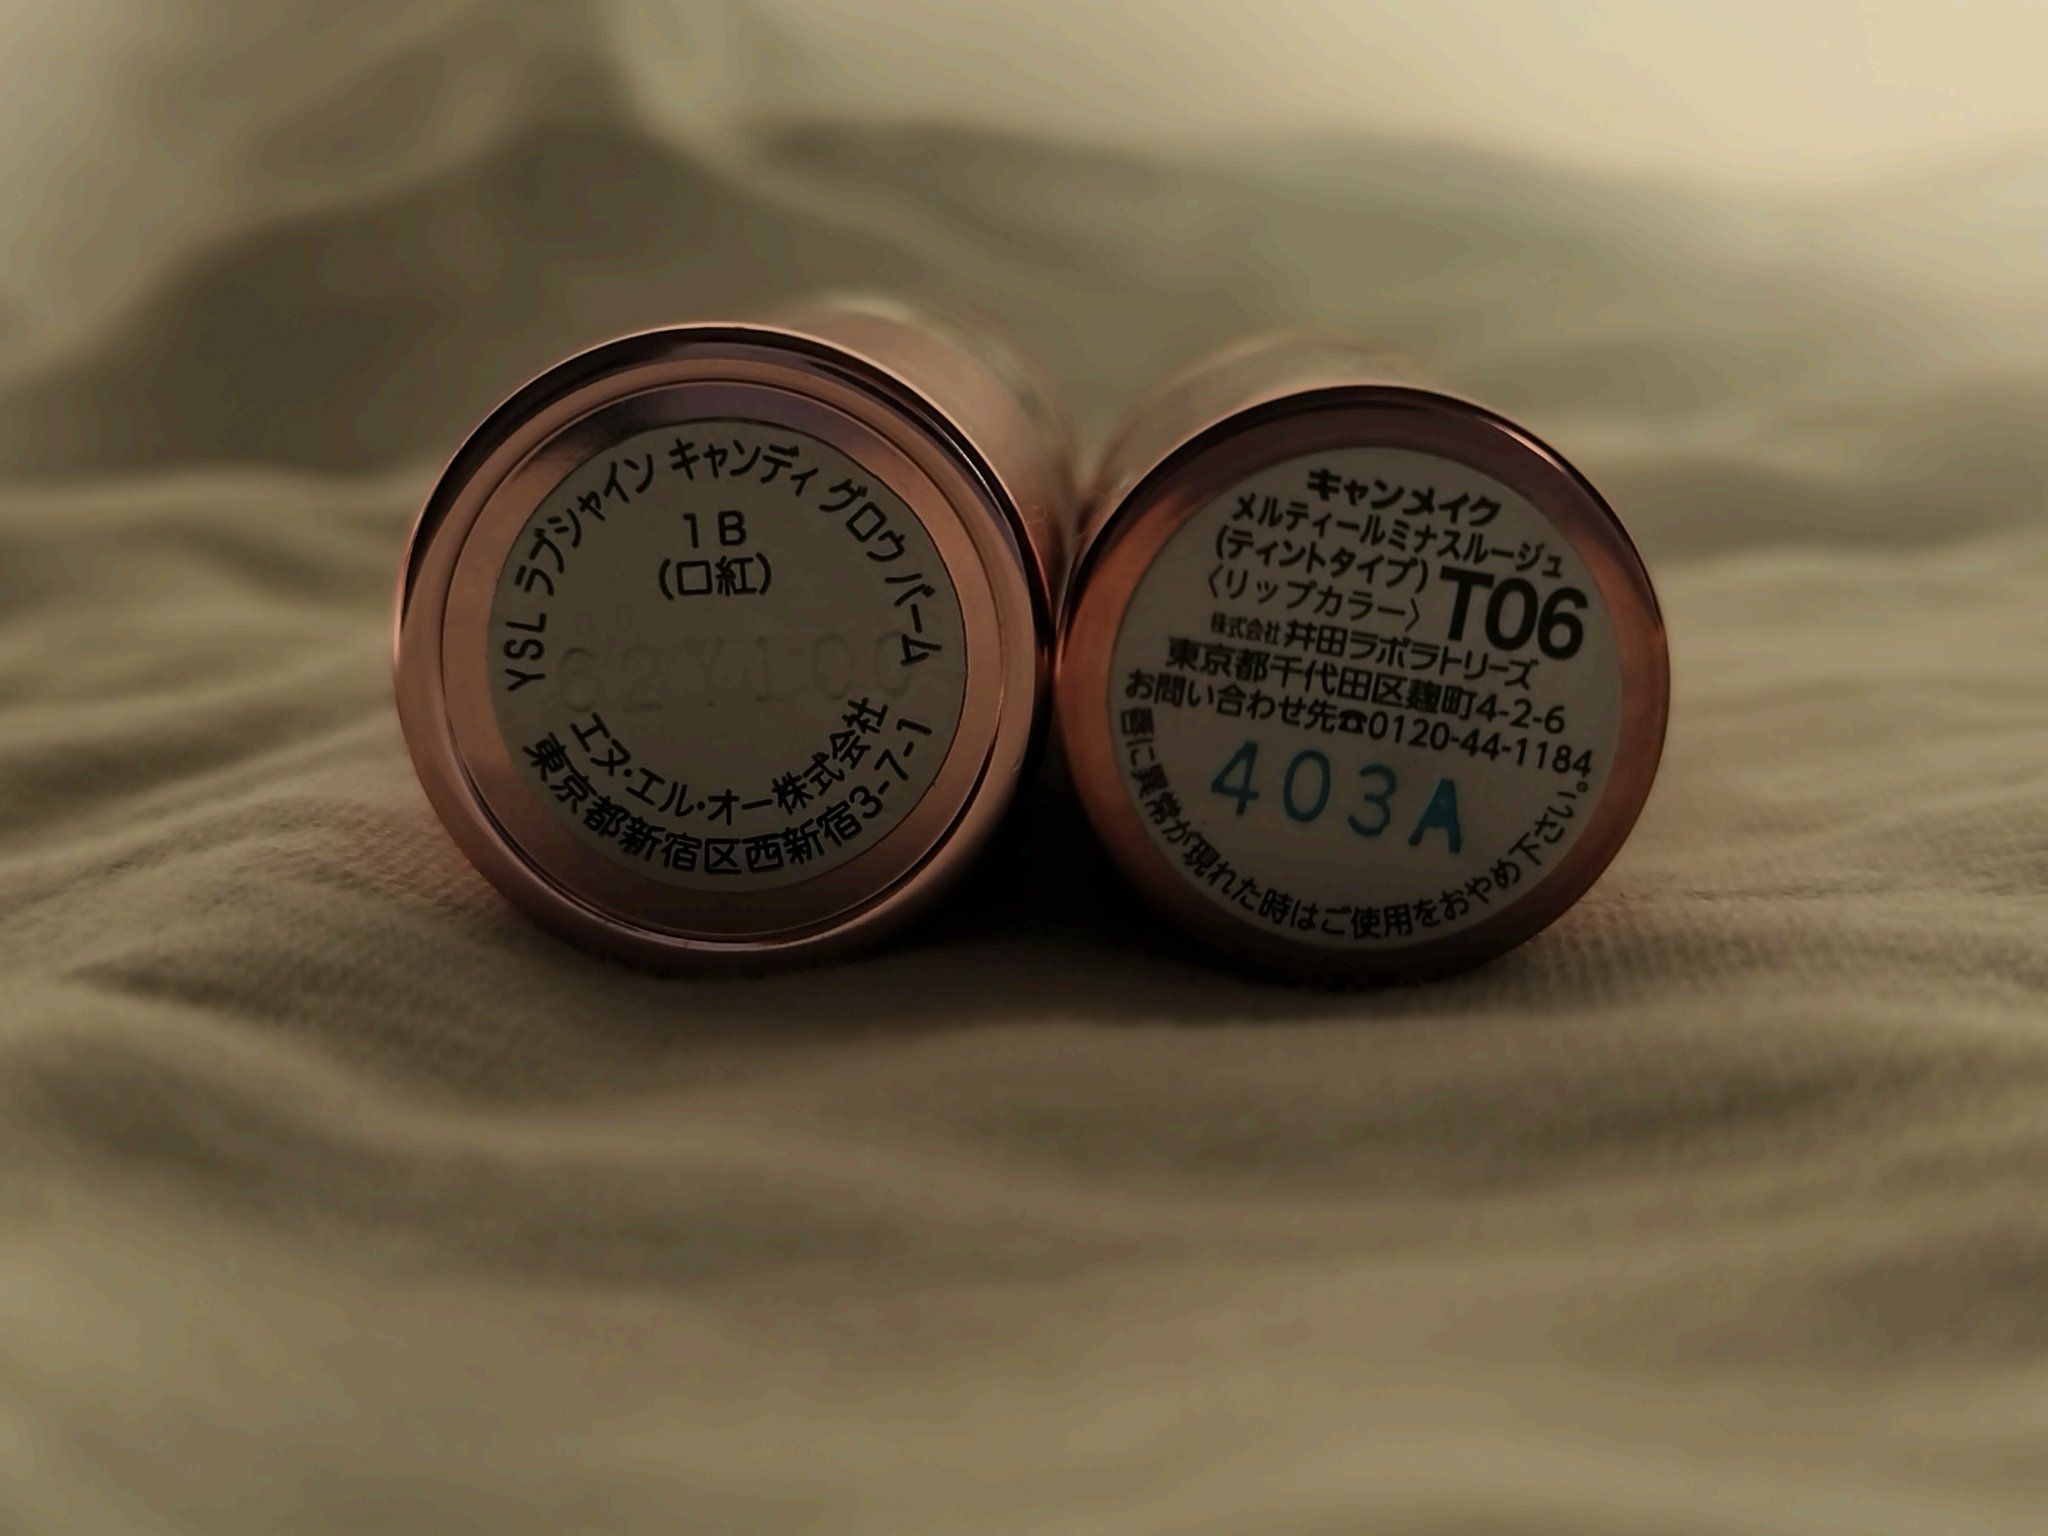 YSL ラブシャイン キャンディ グロウ バーム
1B
(口紅)
62Y100
エヌ・エル・オー株式会社
東京都新宿区西新宿3-7-1
キャンメイク
メルティールミナスルージュ
(ティントタイプ)
〈リップカラー〉
T06
株式会社 井田ラボラトリーズ
東京都千代田区麹町4-2-6
お問い合わせ先☎0120-44-1184
403A
唇に異常が現れた時はご使用をおやめ下さい。